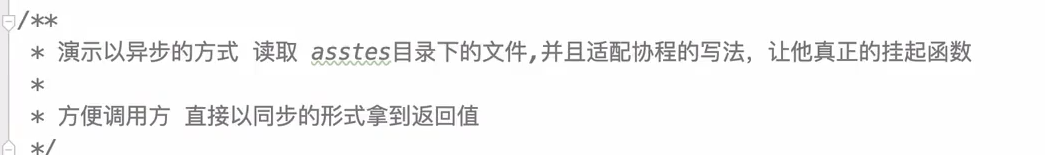 /**
* 演示以异步的方式 读取 asstes目录下的文件,并且适配协程的写法，让他真正的挂起函数
*
* 方便调用方 直接以同步的形式拿到返回值
*/